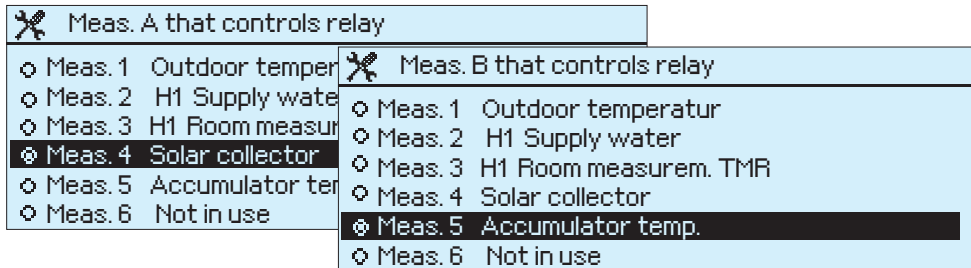 Meas. A that controls relay
Meas. 1 Outdoor temper
Meas. 2 H1 Supply wate
Meas. 3 H1 Room measur
Meas. 4 Solar collector
Meas. 5 Accumulator ter
Meas. 6 Not in use
Meas. B that controls relay
Meas. 1 Outdoor temperatur
Meas. 2 H1 Supply water
Meas. 3 H1 Room measurem. TMR
Meas. 4 Solar collector
Meas. 5 Accumulator temp.
Meas. 6 Not in use